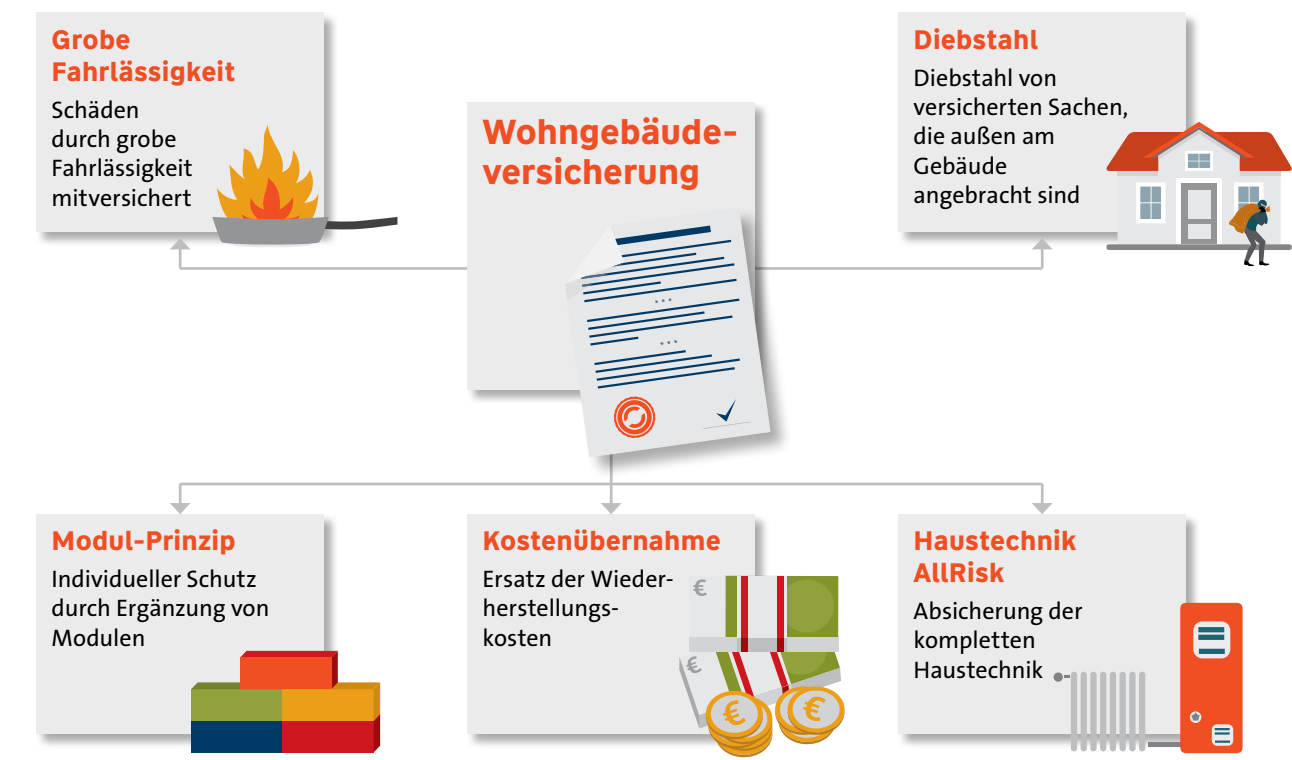 Grobe
Fahrlässigkeit
Schäden
durch grobe
Fahrlässigkeit
mitversichert
Wohngebäude-
versicherung
Diebstahl
Diebstahl von
versicherten Sachen,
die außen am
Gebäude
angebracht sind
Modul-Prinzip
Individueller Schutz
durch Ergänzung von
Modulen
Kostenübernahme
Ersatz der Wieder-
herstellungs-
kosten
€
€
€
€
Haustechnik
AllRisk
Absicherung der
kompletten
Haustechnik